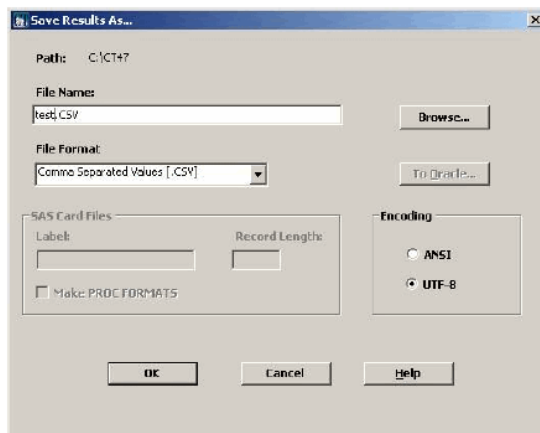 Save Results As...
Path: C:\CT47
File Name:
test.CSV
Browse...
File Format
Comma Separated Values [.CSV]
To Oracle...
SAS Card Files
Label:
Record Length:
Make PROC FORMATS
Encoding
ANSI
UTF-8
OK
Cancel
Help